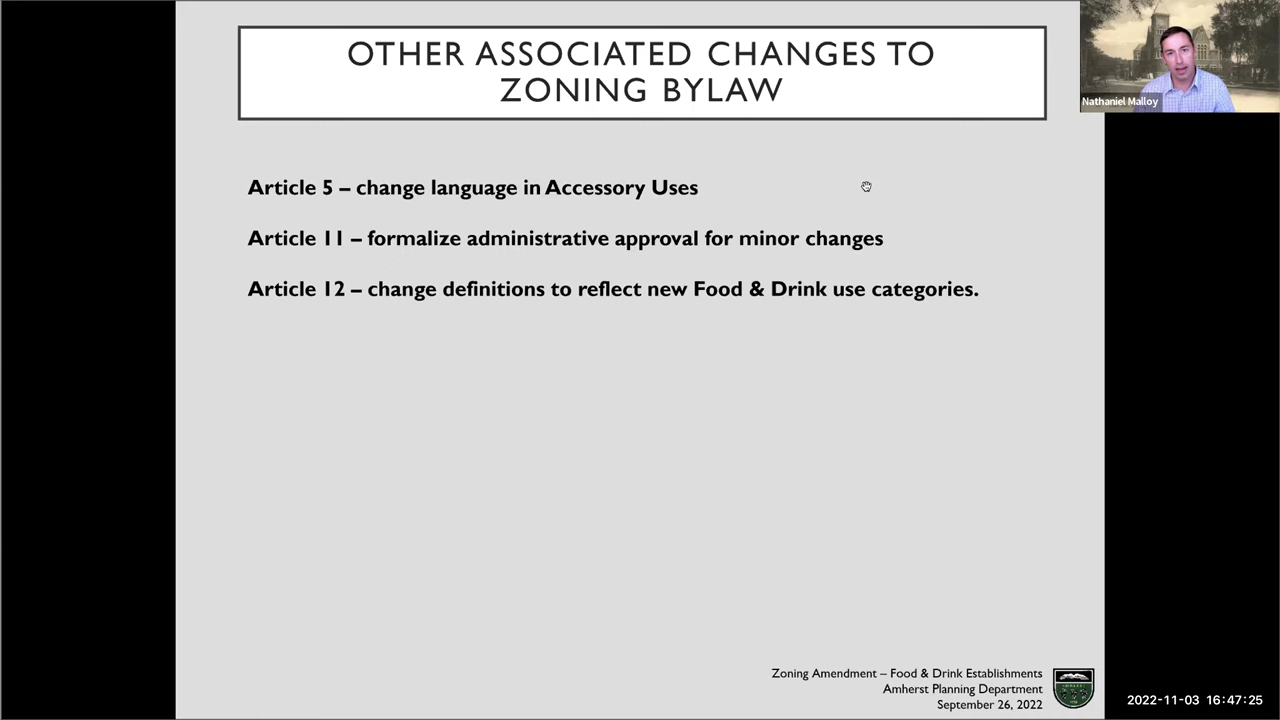 OTHER ASSOCIATED CHANGES TO
ZONING BYLAW
Nathaniel Malloy
Article 5 – change language in Accessory Uses
Article 11 – formalize administrative approval for minor changes
Article 12 – change definitions to reflect new Food & Drink use categories.
Zoning Amendment – Food & Drink Establishments
Amherst Planning Department
September 26, 2022
2022-11-03 16:47:25